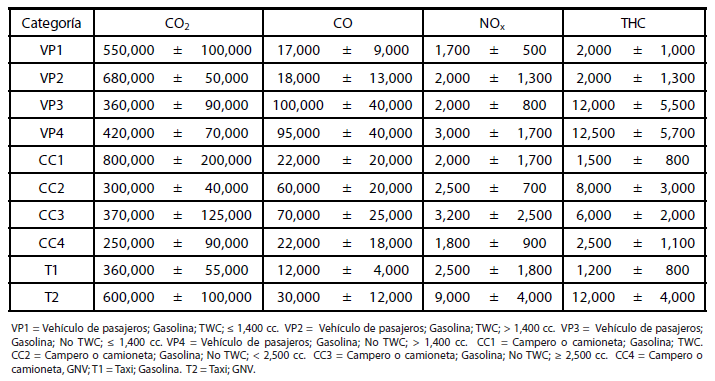 Categoría CO2 CO NOx THC
VP1 550,000 ± 100,000 17,000 ± 9,000 1,700 ± 500 2,000 ± 1,000
VP2 680,000 ± 50,000 18,000 ± 13,000 2,000 ± 1,300 2,000 ± 1,300
VP3 360,000 ± 90,000 100,000 ± 40,000 2,000 ± 800 12,000 ± 5,500
VP4 420,000 ± 70,000 95,000 ± 40,000 3,000 ± 1,700 12,500 ± 5,700
CC1 800,000 ± 200,000 22,000 ± 20,000 2,000 ± 1,700 1,500 ± 800
CC2 300,000 ± 40,000 60,000 ± 20,000 2,500 ± 700 8,000 ± 3,000
CC3 370,000 ± 125,000 70,000 ± 25,000 3,200 ± 2,500 6,000 ± 2,000
CC4 250,000 ± 90,000 22,000 ± 18,000 1,800 ± 900 2,500 ± 1,100
T1 360,000 ± 55,000 12,000 ± 4,000 2,500 ± 1,800 1,200 ± 800
T2 600,000 ± 100,000 30,000 ± 12,000 9,000 ± 4,000 12,000 ± 4,000
VP1 = Vehículo de pasajeros; Gasolina; TWC; ≤ 1,400 cc. VP2 = Vehículo de pasajeros; Gasolina; TWC; > 1,400 cc. VP3 = Vehículo de pasajeros;
Gasolina; No TWC; ≤ 1,400 cc. VP4 = Vehículo de pasajeros; Gasolina; No TWC; > 1,400 cc. CC1 = Campero o camioneta; Gasolina; TWC.
CC2 = Campero o camioneta; Gasolina; No TWC; < 2,500 cc. CC3 = Campero o camioneta; Gasolina; No TWC; ≥ 2,500 cc. CC4 = Campero o
camioneta, GNV; T1 = Taxi; Gasolina. T2 = Taxi; GNV.